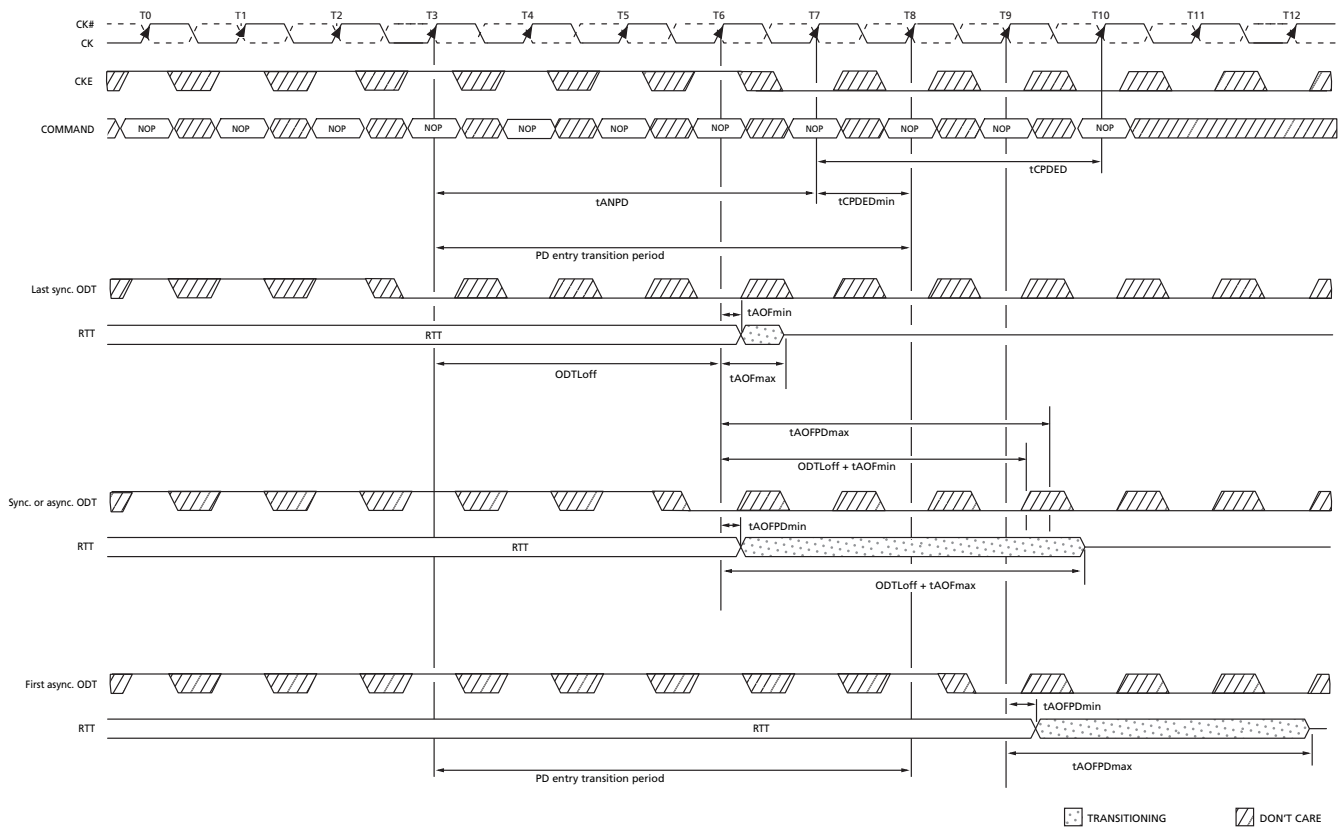 T0 T1 T2 T3 T4 T5 T6 T7 T8 T9 T10 T11 T12
CK#
CK
CKE
COMMAND NOP NOP NOP NOP NOP NOP NOP NOP NOP NOP NOP
tCPDED
tANPD tCPDEDmin
PD entry transition period
Last sync. ODT
tAOFmin
RTT RTT
ODTLoff tAOFmax
tAOFPDmax
ODTLoff + tAOFmin
Sync. or async. ODT
tAOFPDmin
RTT RTT
ODTLoff + tAOFmax
First async. ODT
tAOFPDmin
RTT RTT
tAOFPDmax
PD entry transition period
TRANSITIONING DON'T CARE